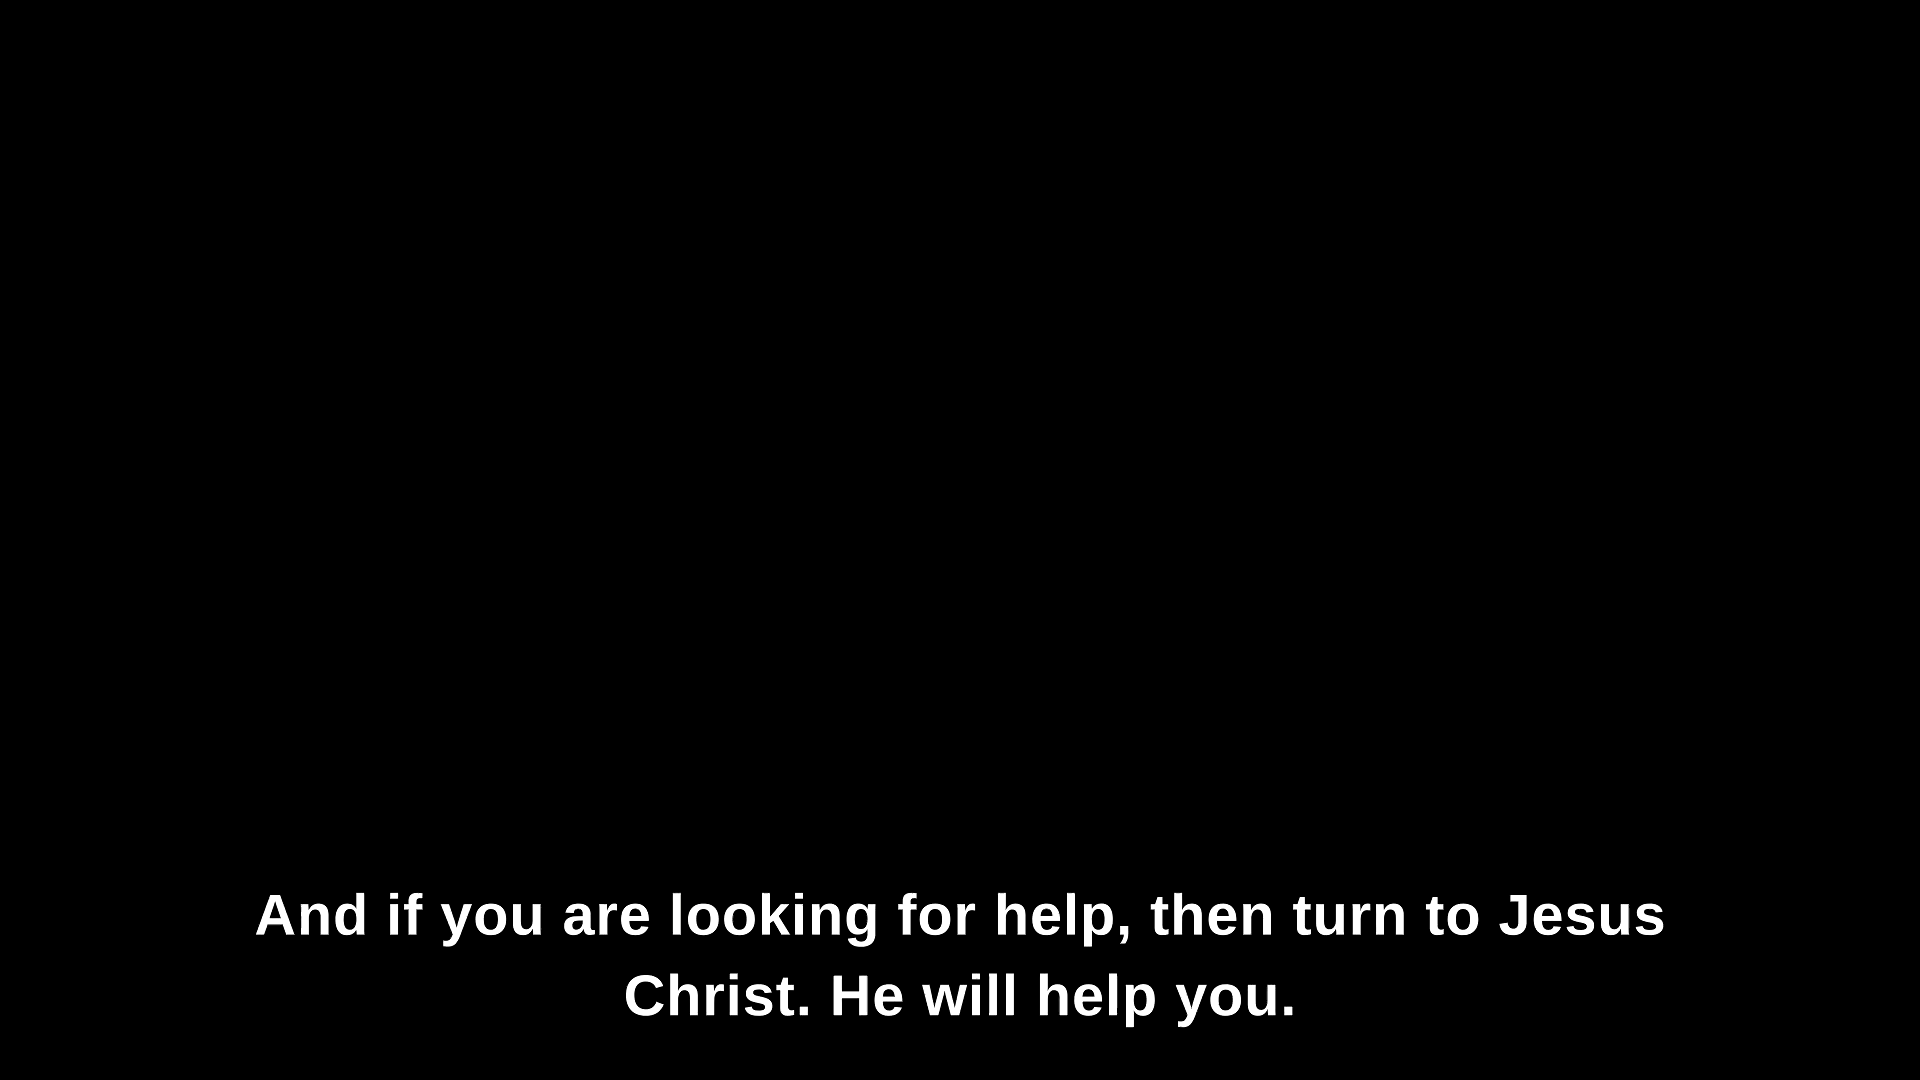 And if you are looking for help, then turn to Jesus
Christ. He will help you.